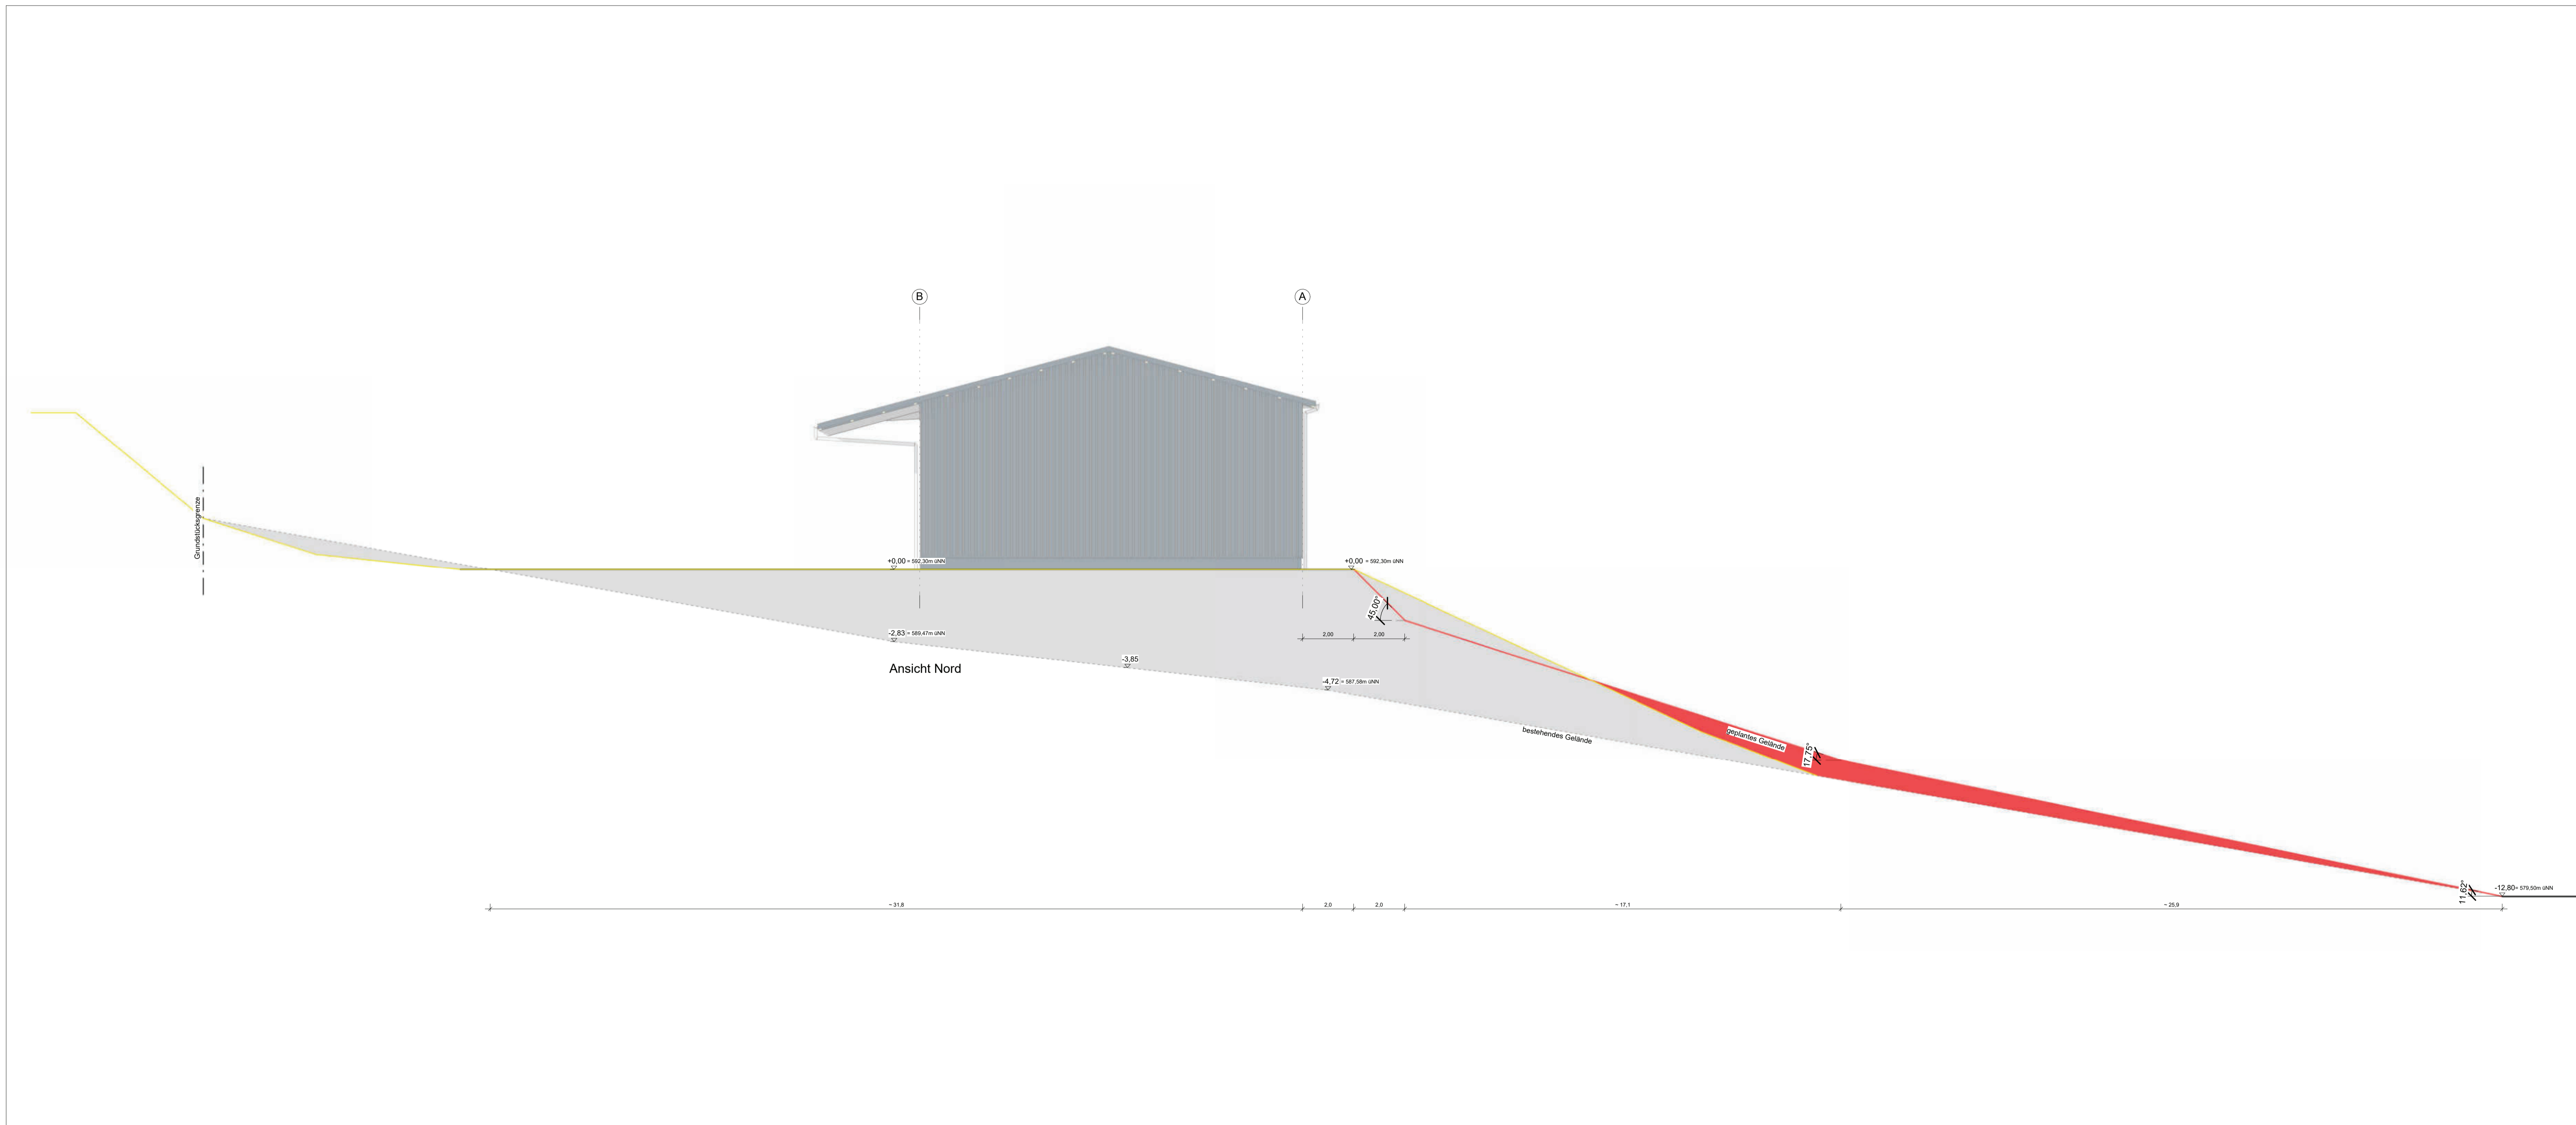 B
A
Grundstücksgrenze
+0,00 = 592,30m üNN
+0,00 = 592,30m üNN
45,00°
-2,83 = 589,47m üNN
2,00
2,00
-3,85
Ansicht Nord
-4,72 = 587,58m üNN
bestehendes Gelände
geplantes Gelände
17,75°
11,62°
-12,80= 579,50m üNN
~ 31,8
2,0
2,0
~ 17,1
~ 25,9